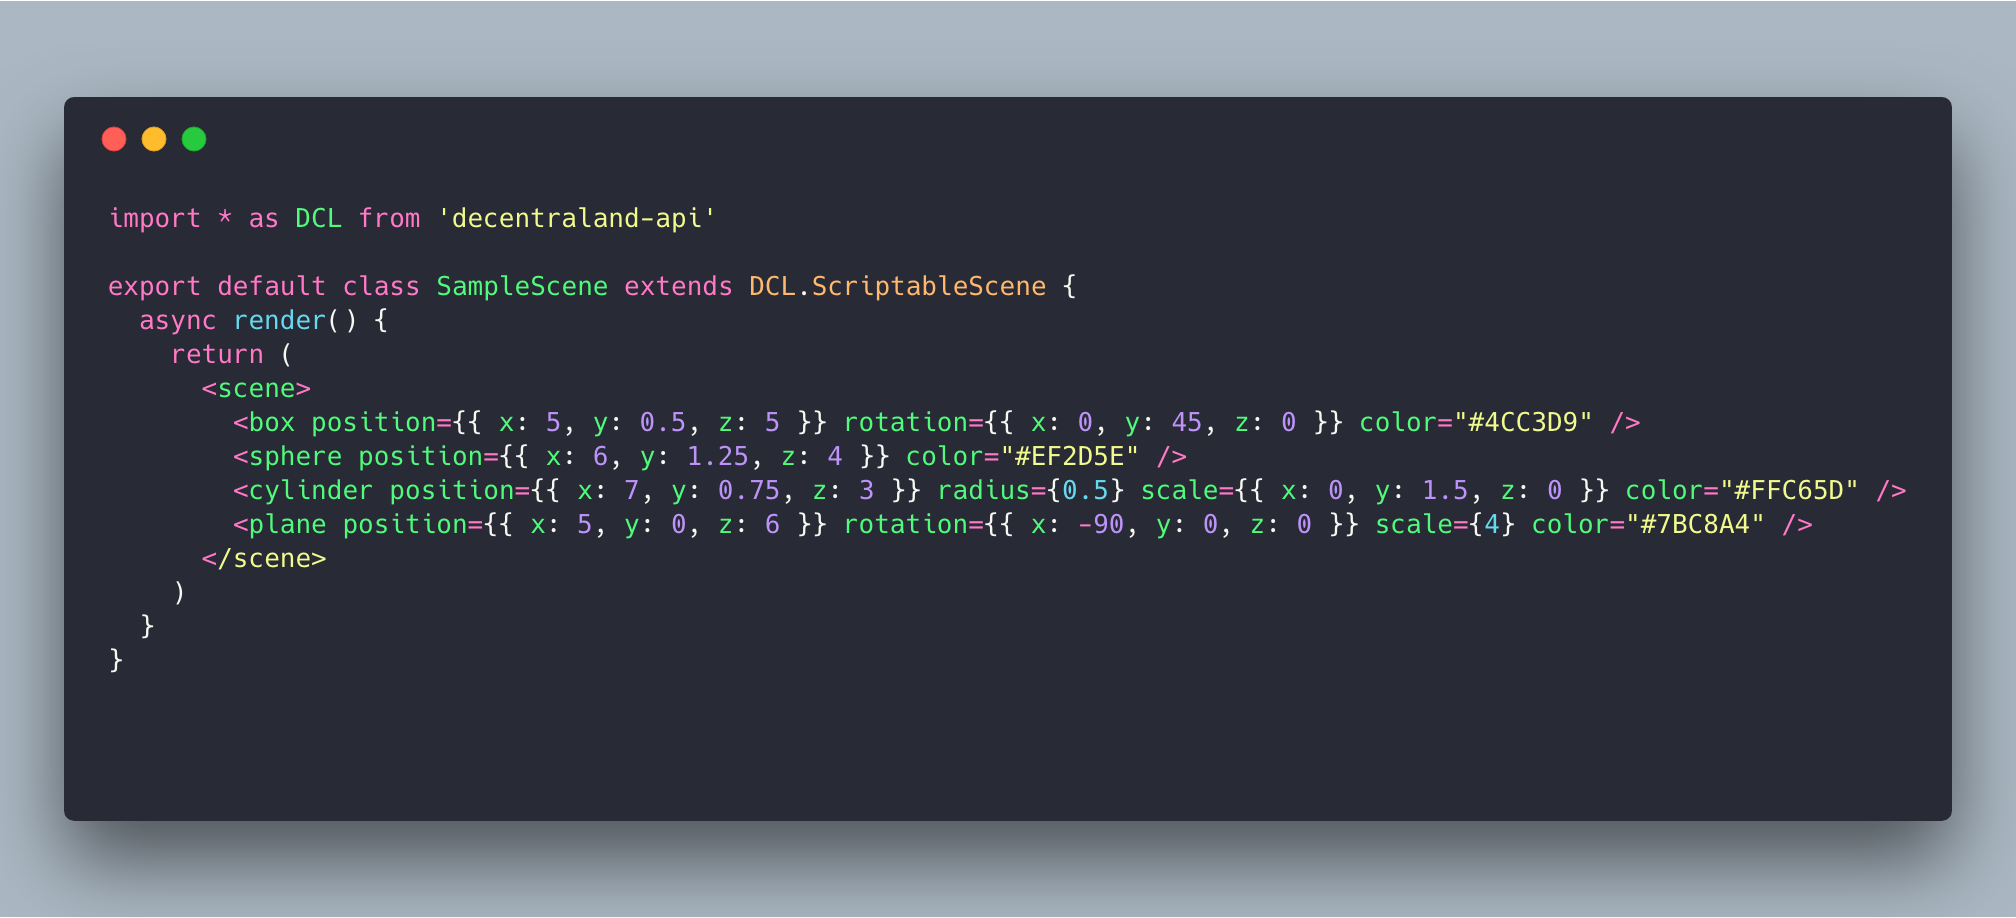 import * as DCL from 'decentraland-api'

export default class SampleScene extends DCL.ScriptableScene {
  async render() {
    return (
      <scene>
        <box position={{ x: 5, y: 0.5, z: 5 }} rotation={{ x: 0, y: 45, z: 0 }} color="#4CC3D9" />
        <sphere position={{ x: 6, y: 1.25, z: 4 }} color="#EF2D5E" />
        <cylinder position={{ x: 7, y: 0.75, z: 3 }} radius={0.5} scale={{ x: 0, y: 1.5, z: 0 }} color="#FFC65D" />
        <plane position={{ x: 5, y: 0, z: 6 }} rotation={{ x: -90, y: 0, z: 0 }} scale={4} color="#7BC8A4" />
      </scene>
    )
  }
}